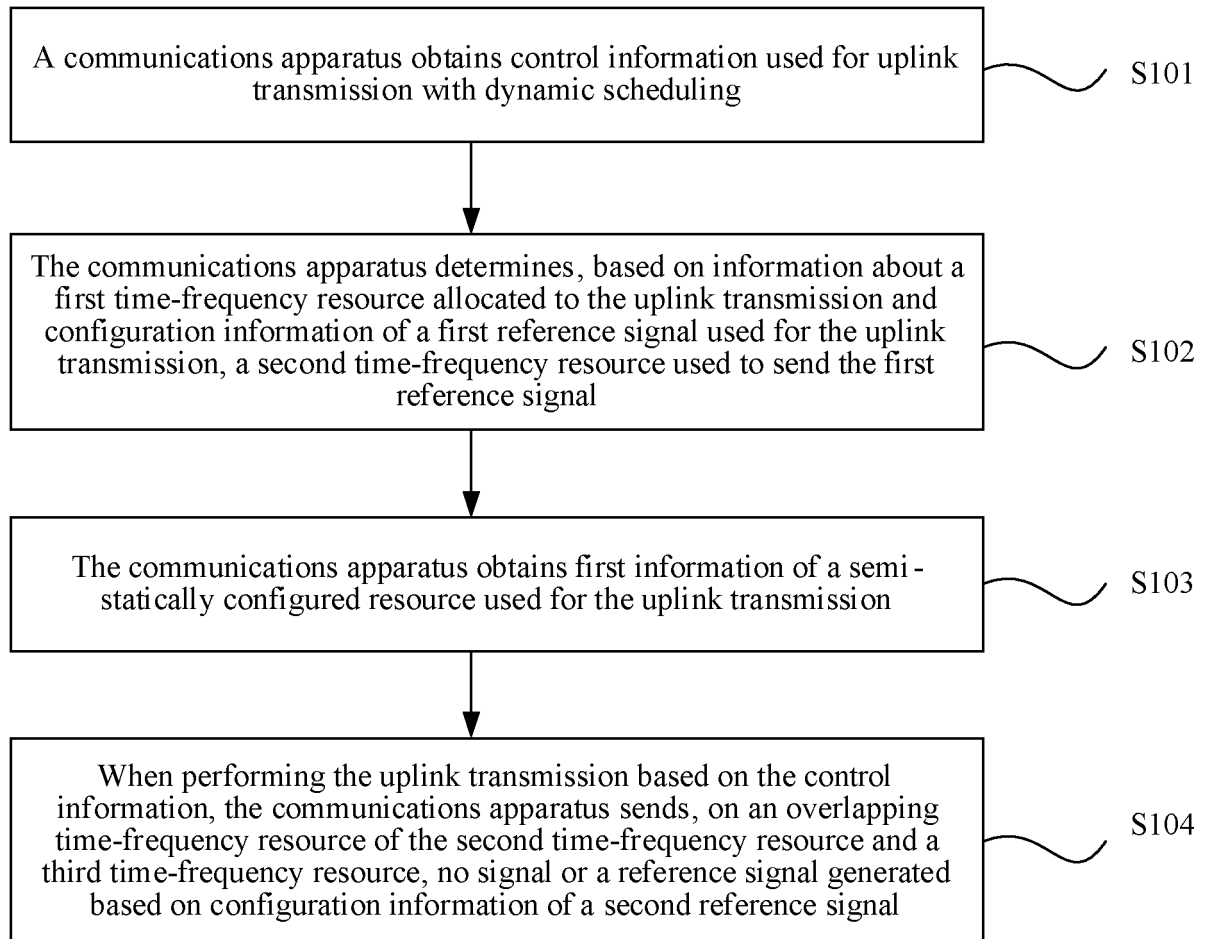 A communications apparatus obtains control information used for uplink
transmission with dynamic scheduling
S101
The communications apparatus determines, based on information about a
first time-frequency resource allocated to the uplink transmission and
configuration information of a first reference signal used for the uplink
transmission, a second time-frequency resource used to send the first
reference signal
S102
The communications apparatus obtains first information of a semi-
statically configured resource used for the uplink transmission
S103
When performing the uplink transmission based on the control
information, the communications apparatus sends, on an overlapping
time-frequency resource of the second time-frequency resource and a
third time-frequency resource, no signal or a reference signal generated
based on configuration information of a second reference signal
S104